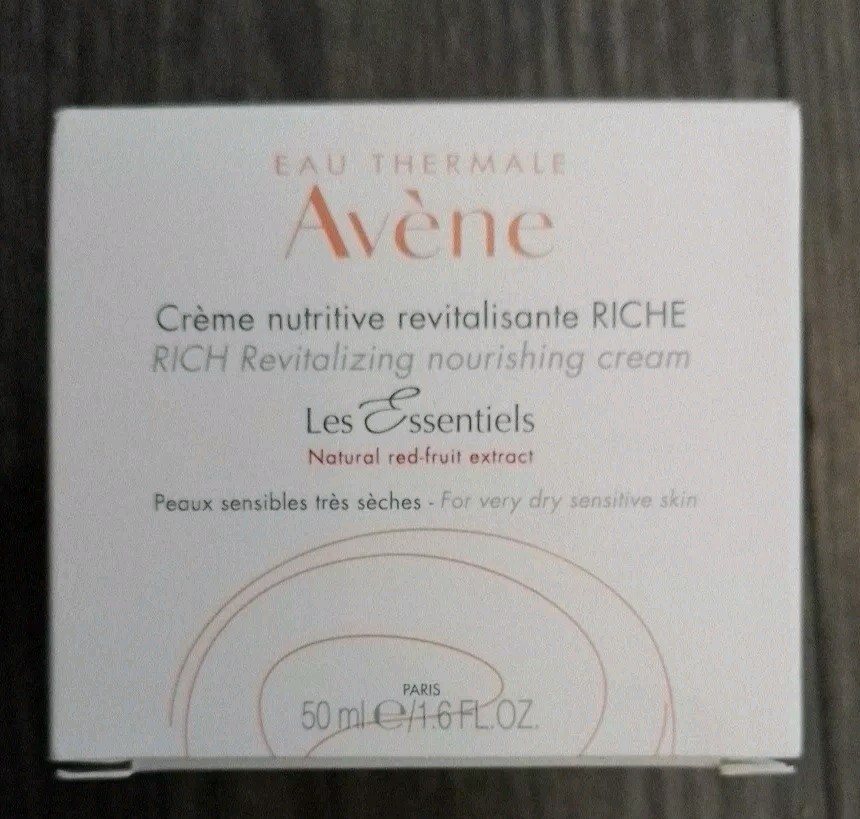 EAU THERMALE
Avène
Crème nutritive revitalisante RICHE
RICH Revitalizing nourishing cream
Les Essentiels
Natural red-fruit extract
Peaux sensibles très sèches - For very dry sensitive skin
PARIS
50 ml ℮/1.6 FL.OZ.